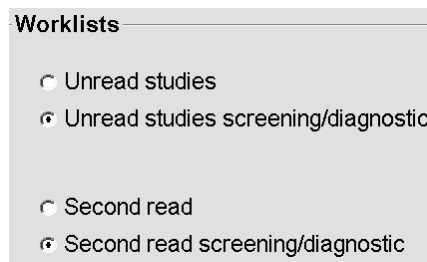 Worklists
Unread studies
Unread studies screening/diagnostic
Second read
Second read screening/diagnostic